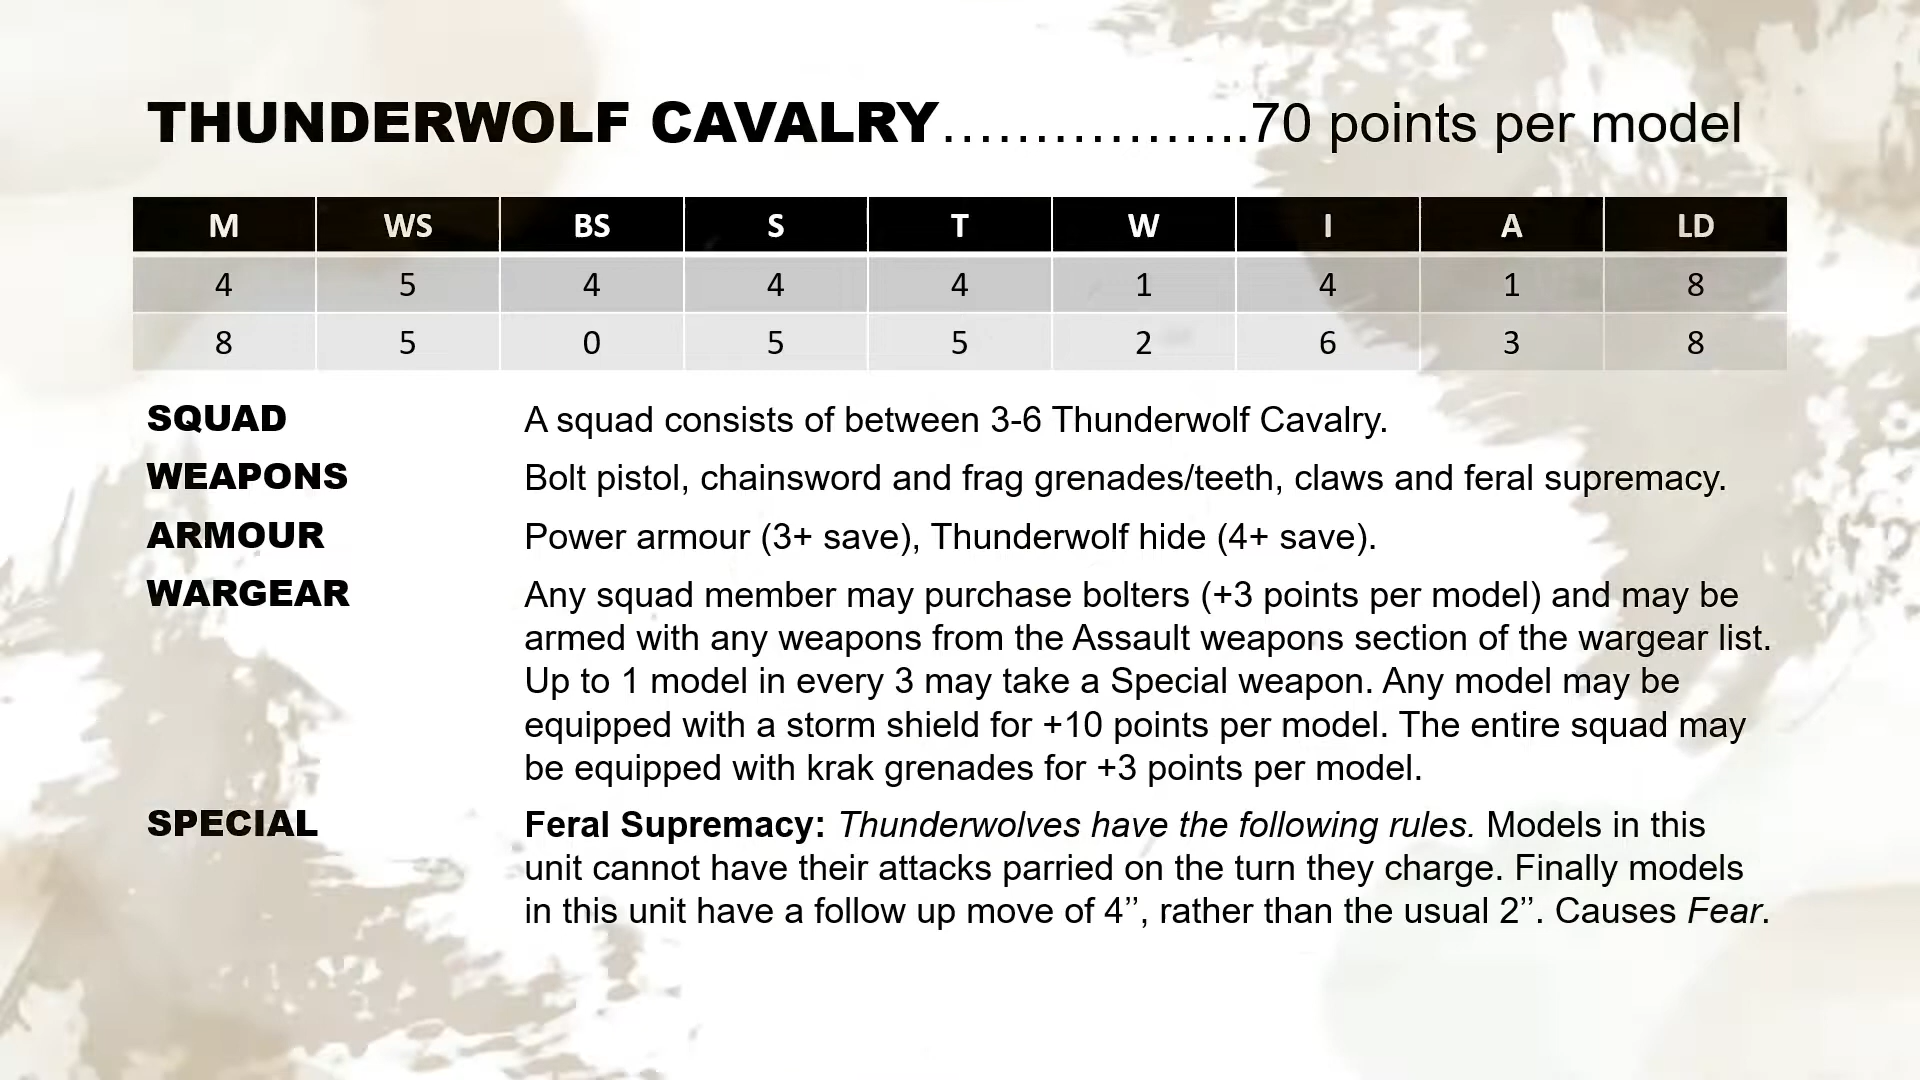 THUNDERWOLF CAVALRY……………..70 points per model
M WS BS S T W I A LD
4 5 4 4 4 1 4 1 8
8 5 0 5 5 2 6 3 8
SQUAD A squad consists of between 3-6 Thunderwolf Cavalry.
WEAPONS Bolt pistol, chainsword and frag grenades/teeth, claws and feral supremacy.
ARMOUR Power armour (3+ save), Thunderwolf hide (4+ save).
WARGEAR Any squad member may purchase bolters (+3 points per model) and may be
armed with any weapons from the Assault weapons section of the wargear list.
Up to 1 model in every 3 may take a Special weapon. Any model may be
equipped with a storm shield for +10 points per model. The entire squad may
be equipped with krak grenades for +3 points per model.
SPECIAL Feral Supremacy: Thunderwolves have the following rules. Models in this
unit cannot have their attacks parried on the turn they charge. Finally models
in this unit have a follow up move of 4’’, rather than the usual 2’’. Causes Fear.